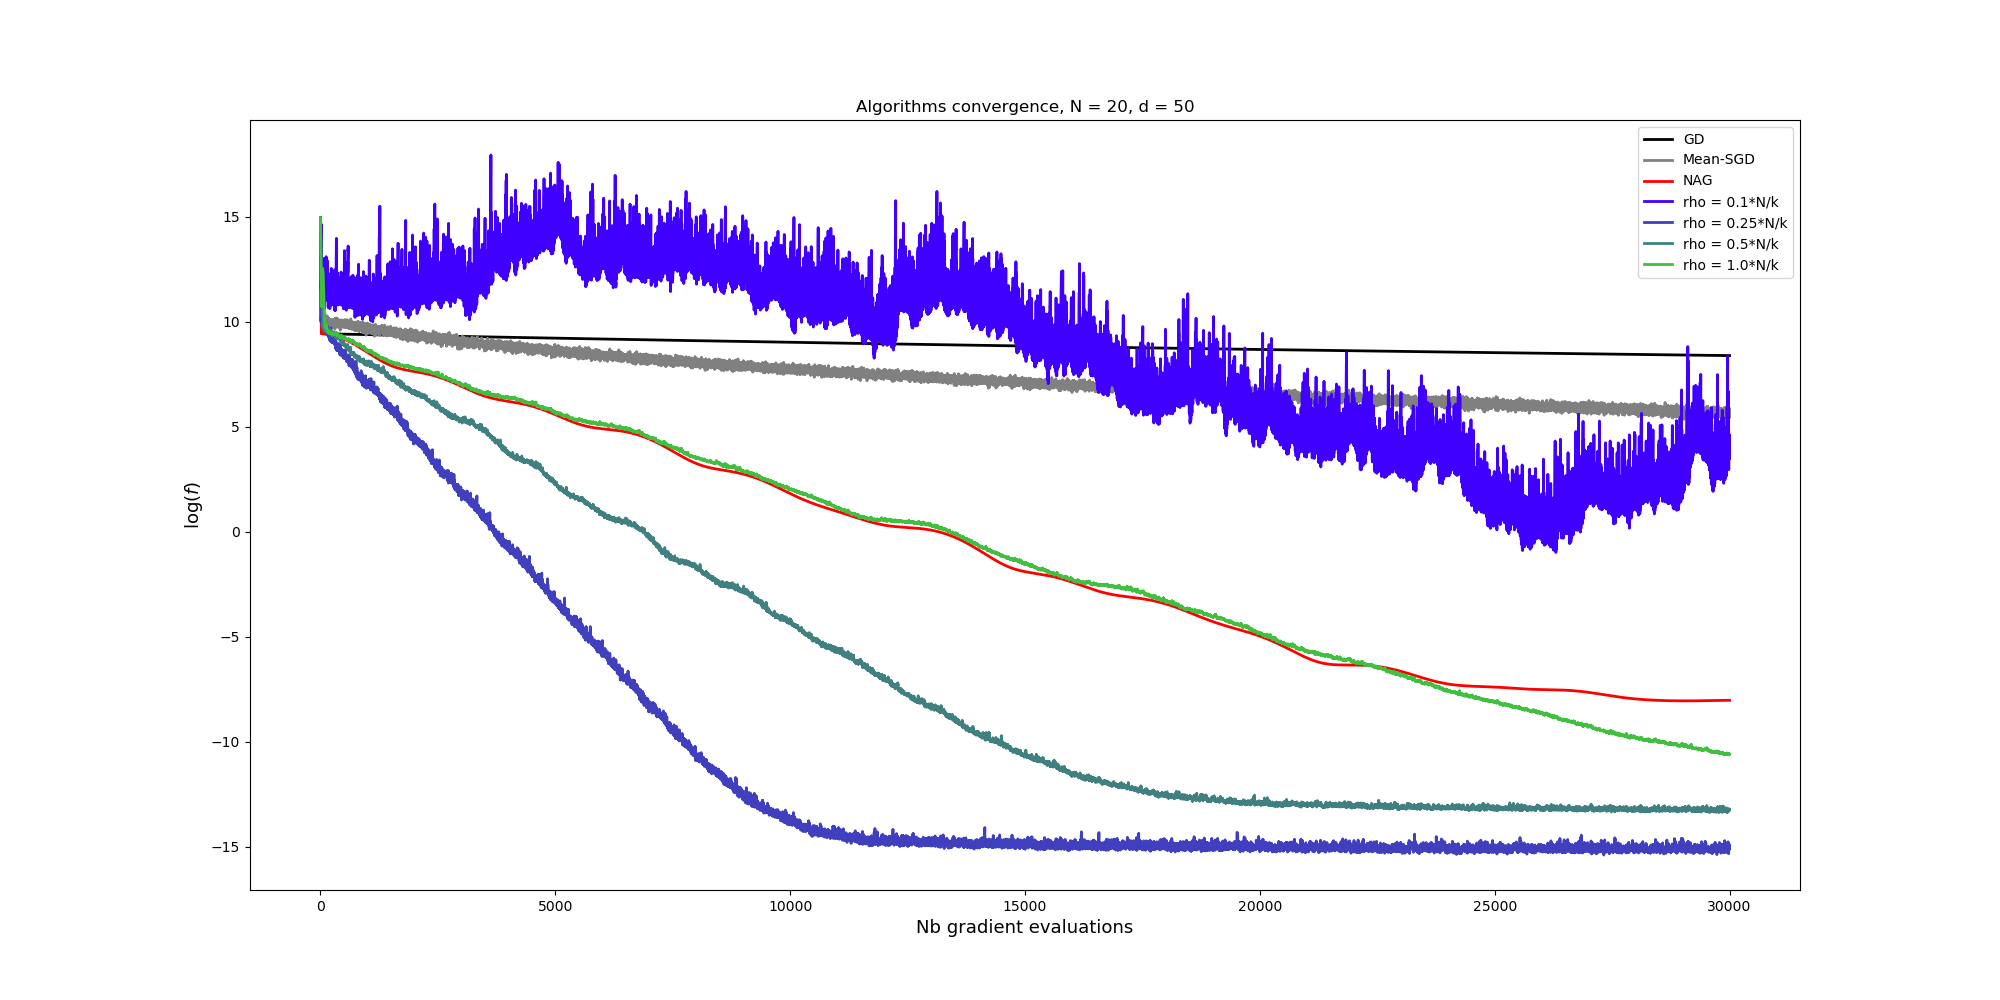 Algorithms convergence, N = 20, d = 50
GD
Mean-SGD
NAG
rho = 0.1*N/k
rho = 0.25*N/k
rho = 0.5*N/k
rho = 1.0*N/k
log(f)
15
10
5
0
−5
−10
−15
0
5000
10000
15000
20000
25000
30000
Nb gradient evaluations